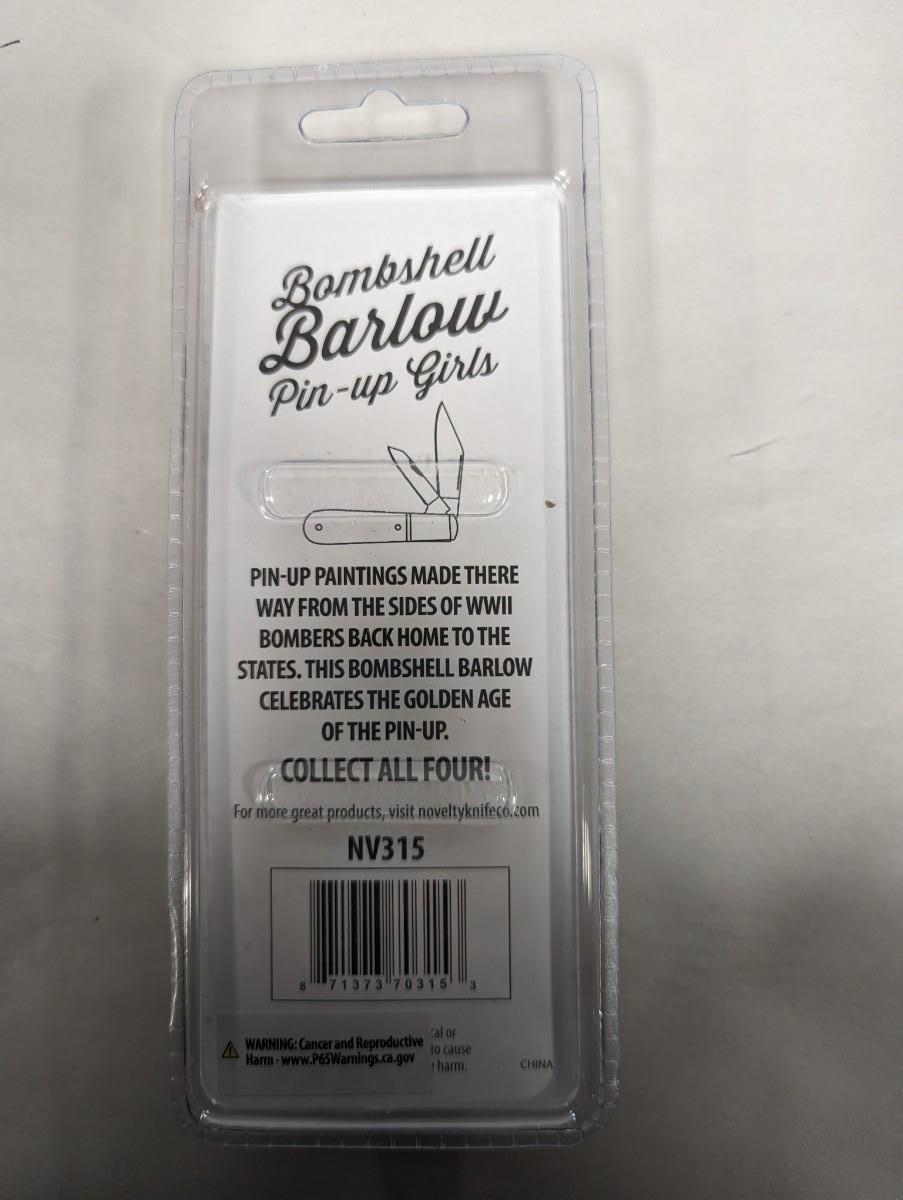 Bombshell
Barlow
Pin-up Girls
PIN-UP PAINTINGS MADE THERE
WAY FROM THE SIDES OF WWII
BOMBERS BACK HOME TO THE
STATES. THIS BOMBSHELL BARLOW
CELEBRATES THE GOLDEN AGE
OF THE PIN-UP.
COLLECT ALL FOUR!
For more great products, visit noveltyknifeco.com
NV315
8 71373 70315 3
WARNING: Cancer and Reproductive
Harm - www.P65Warnings.ca.gov
or
to cause
harm.
CHINA